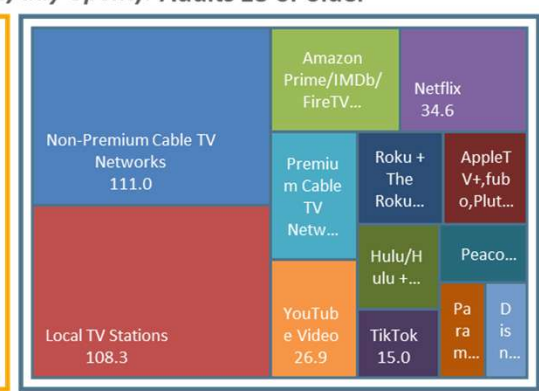 Adults 25 or Older
Non-Premium Cable TV
Networks
111.0
Local TV Stations
108.3
Amazon
Prime/IMDb/
FireTV...
Netflix
34.6
Premiu
m Cable
TV
Netw...
Roku +
The
Roku...
AppleT
V+,fub
o,Plut...
Hulu/H
ulu +...
Peaco...
YouTub
e Video
26.9
TikTok
15.0
Pa
ra
m...
D
is
n...